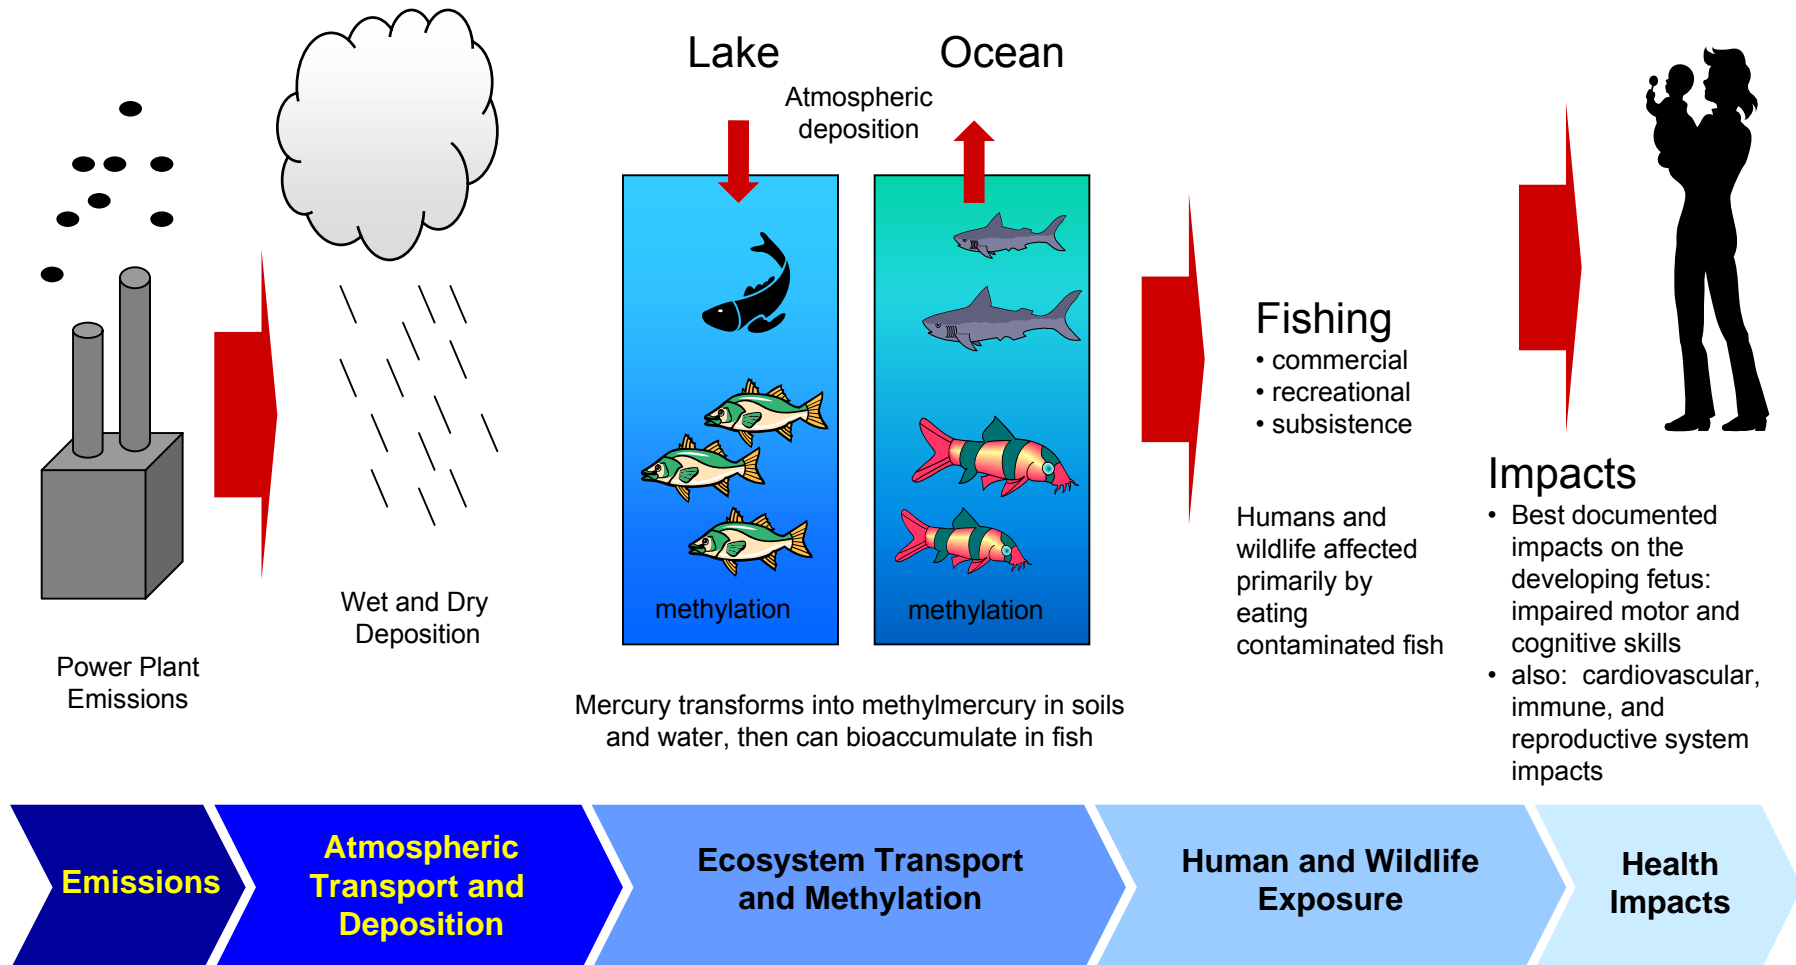 Lake
Ocean
Atmospheric
deposition
Power Plant
Emissions
Wet and Dry
Deposition
methylation
methylation
Mercury transforms into methylmercury in soils
and water, then can bioaccumulate in fish
Fishing
• commercial
• recreational
• subsistence
Humans and
wildlife affected
primarily by
eating
contaminated fish
Impacts
• Best documented
impacts on the
developing fetus:
impaired motor and
cognitive skills
• also: cardiovascular,
immune, and
reproductive system
impacts
Emissions
Atmospheric
Transport and
Deposition
Ecosystem Transport
and Methylation
Human and Wildlife
Exposure
Health
Impacts